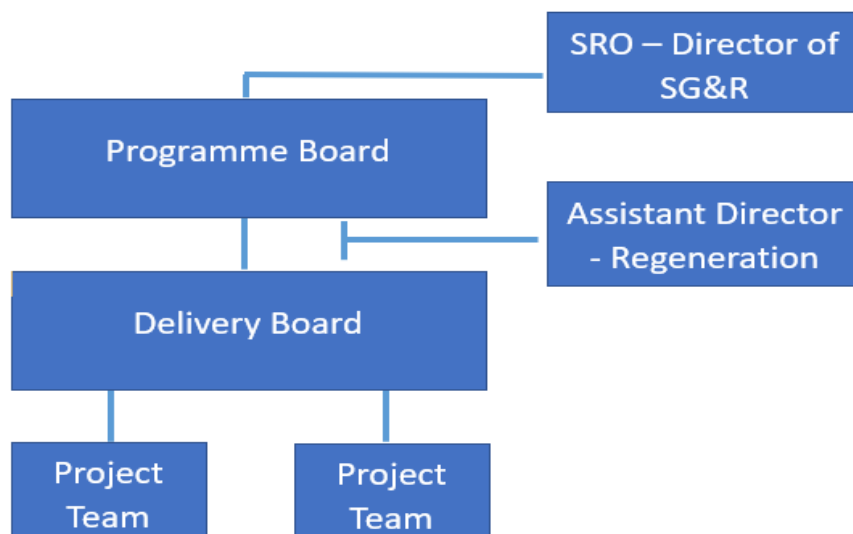 SRO – Director of
SG&R
Programme Board
Assistant Director
- Regeneration
Delivery Board
Project
Team
Project
Team